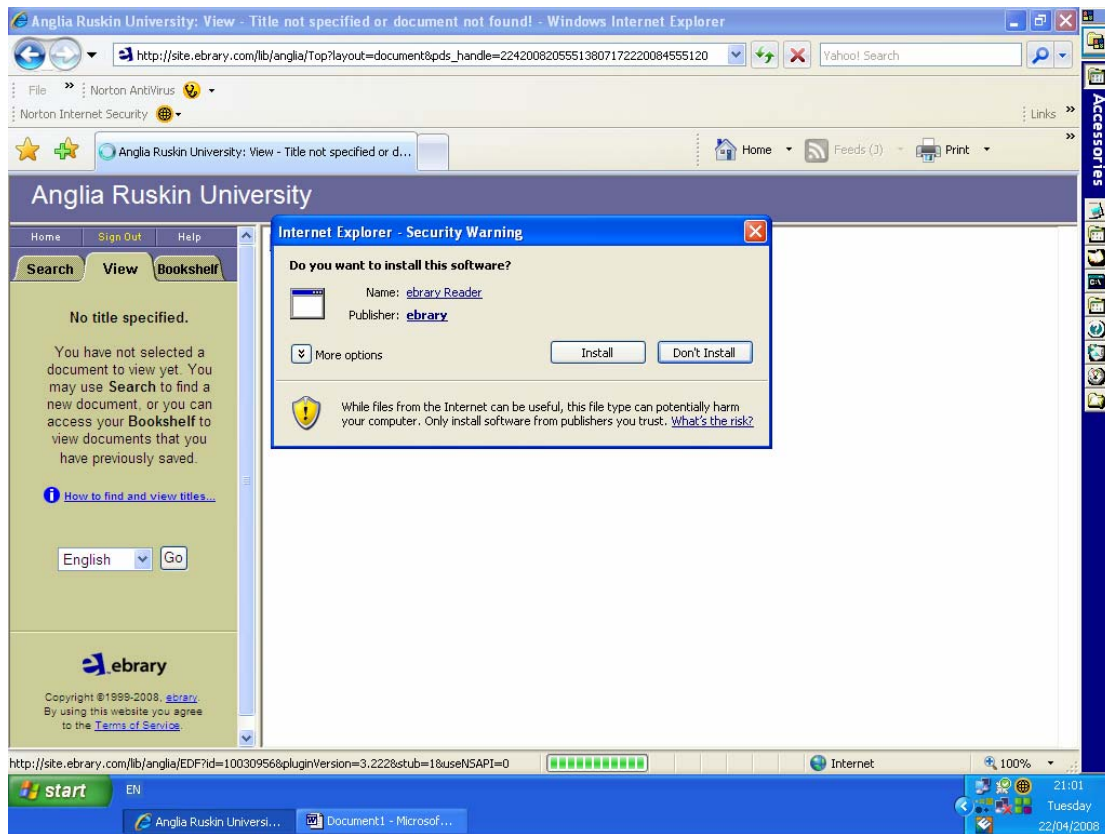 Anglia Ruskin University: View - Title not specified or document not found! - Windows Internet Explorer
http://site.ebrary.com/lib/anglia/Top?layout=document&pds_handle=2242008205551380717222008455120
Yahoo! Search
File » Norton AntiVirus
Norton Internet Security
Links »
Anglia Ruskin University: View - Title not specified or d...
Home
Feeds (J)
Print
»
Accessories
Anglia Ruskin University
Home Sign Out Help
Search View Bookshelf
No title specified.
You have not selected a
document to view yet. You
may use Search to find a
new document, or you can
access your Bookshelf to
view documents that you
have previously saved.
How to find and view titles...
English Go
ebrary
Copyright ©1999-2008, ebrary.
By using this website you agree
to the Terms of Service.
Internet Explorer - Security Warning
Do you want to install this software?
Name: ebrary Reader
Publisher: ebrary
More options
Install
Don't Install
While files from the Internet can be useful, this file type can potentially harm
your computer. Only install software from publishers you trust. What's the risk?
http://site.ebrary.com/lib/anglia/EDF?id=10030956&pluginVersion=3.222&stub=1&useNSAPI=0
Internet
100%
start
EN
Anglia Ruskin Universi...
Document1 - Microsof...
21:01
Tuesday
22/04/2008